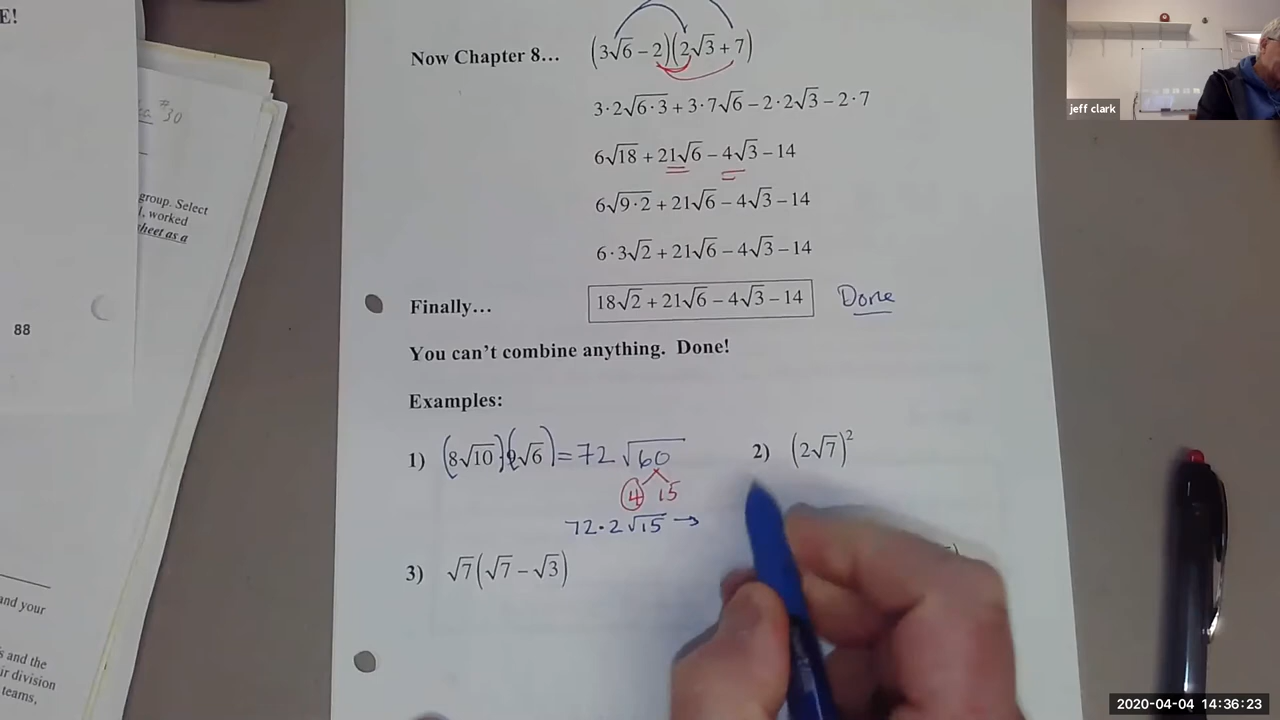 E!
#30
group. Select
, worked
heet as a
88
and your
s and the
ir division
teams,
Now Chapter 8… (3√6 − 2)(2√3 + 7)
3·2√6·3 + 3·7√6 − 2·2√3 − 2·7
6√18 + 21√6 − 4√3 − 14
6√9·2 + 21√6 − 4√3 − 14
6·3√2 + 21√6 − 4√3 − 14
Finally… 18√2 + 21√6 − 4√3 − 14 Done
You can’t combine anything. Done!
Examples:
1) (8√10)(9√6) = 72 √60
4 15
72·2√15 →
2) (2√7)²
3) √7(√7 − √3)
jeff clark
2020-04-04 14:36:23